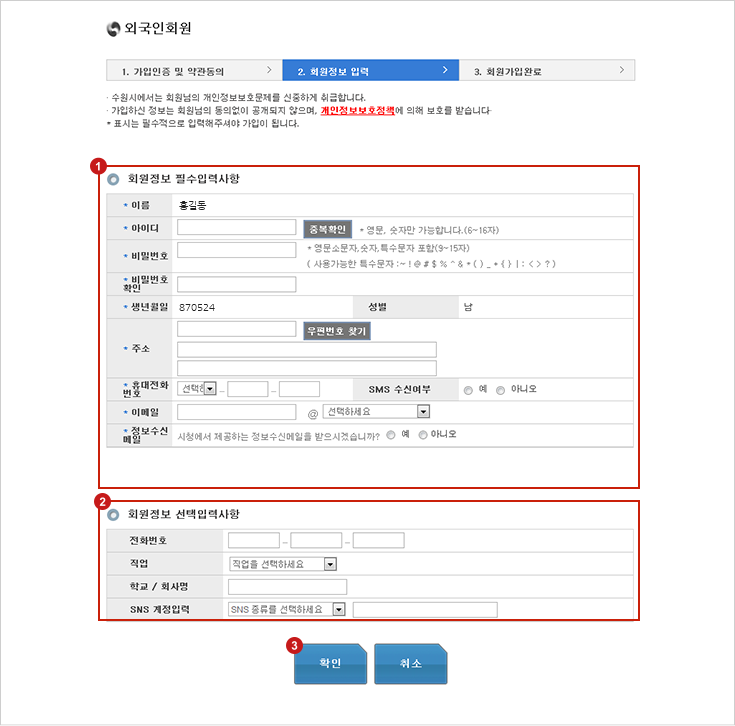 외국인회원
1. 가입인증 및 약관동의
2. 회원정보 입력
3. 회원가입완료
· 수원시에서는 회원님의 개인정보보호문제를 신중하게 취급합니다.
· 가입하신 정보는 회원님의 동의없이 공개되지 않으며, 개인정보보호정책에 의해 보호를 받습니다
* 표시는 필수적으로 입력해주셔야 가입이 됩니다.
1
회원정보 필수입력사항
* 이름 홍길동
* 아이디 중복확인 * 영문, 숫자만 가능합니다.(6~16자)
* 비밀번호 * 영문소문자,숫자,특수문자 포함(9~15자)
( 사용가능한 특수문자 :~ ! @ # $ % ^ & * ( ) _ + { } | : < > ? )
* 비밀번호
확인
* 생년월일 870524 성별 남
* 주소 우편번호 찾기
* 휴대전화
번호 선택하 – – SMS 수신여부 예 아니오
* 이메일 @ 선택하세요
* 정보수신
메일 시청에서 제공하는 정보수신메일을 받으시겠습니까? 예 아니오
2
회원정보 선택입력사항
전화번호 – –
직업 직업을 선택하세요
학교 / 회사명
SNS 계정입력 SNS 종류를 선택하세요
3
확인 취소